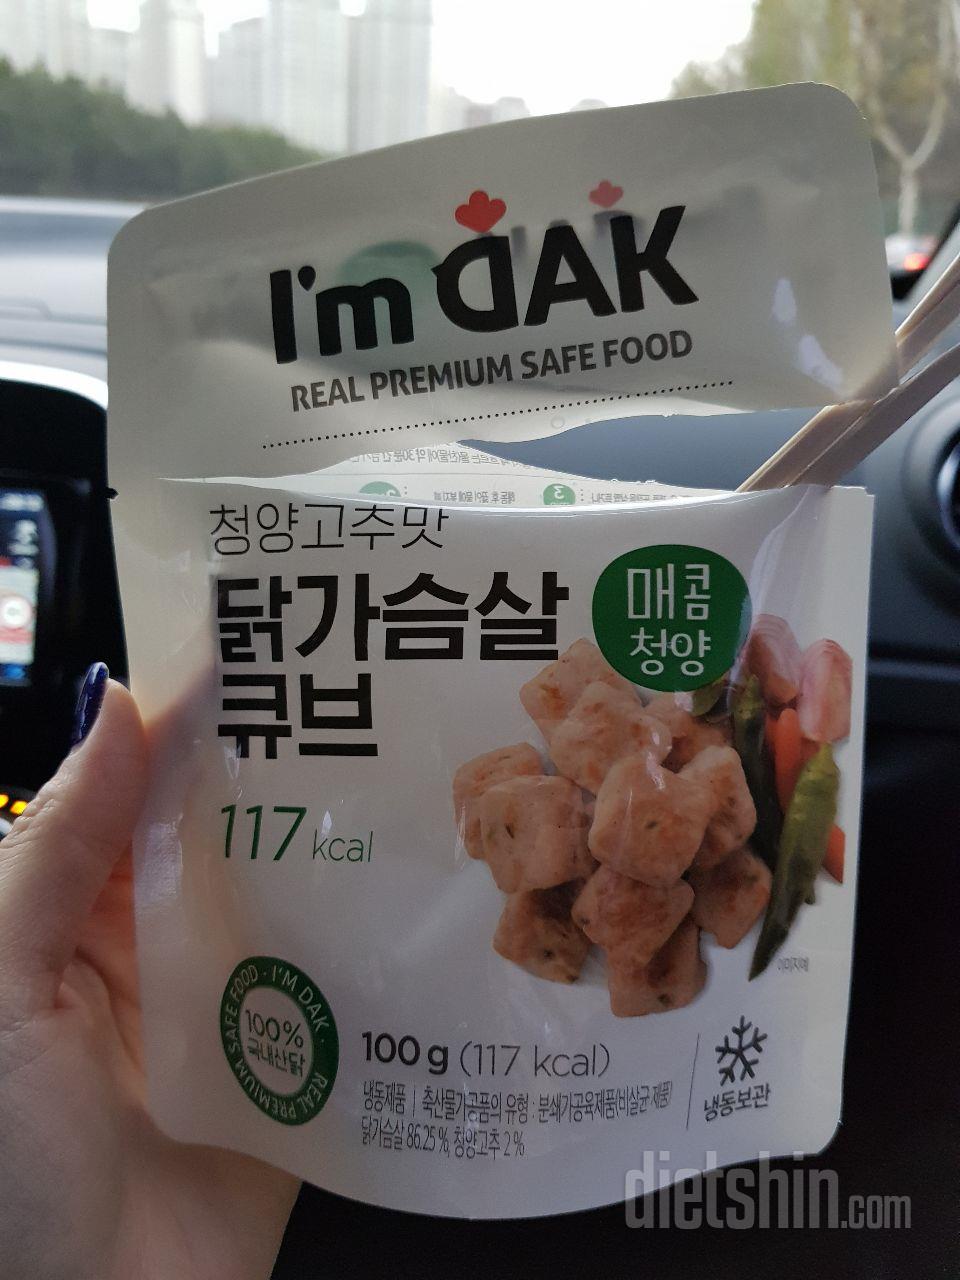 I'm DAK
REAL PREMIUM SAFE FOOD
청양고추맛
닭가슴살
큐브
매콤
청양
117 kcal
이미지예
SAFE FOOD · I'M DAK · REAL PREMIUM
100%
국내산닭
100 g (117 kcal)
냉동제품 | 축산물가공품의 유형 · 분쇄가공육제품(비살균 제품)
닭가슴살 86.25 %, 청양고추 2 %
냉동보관
dietshin.com